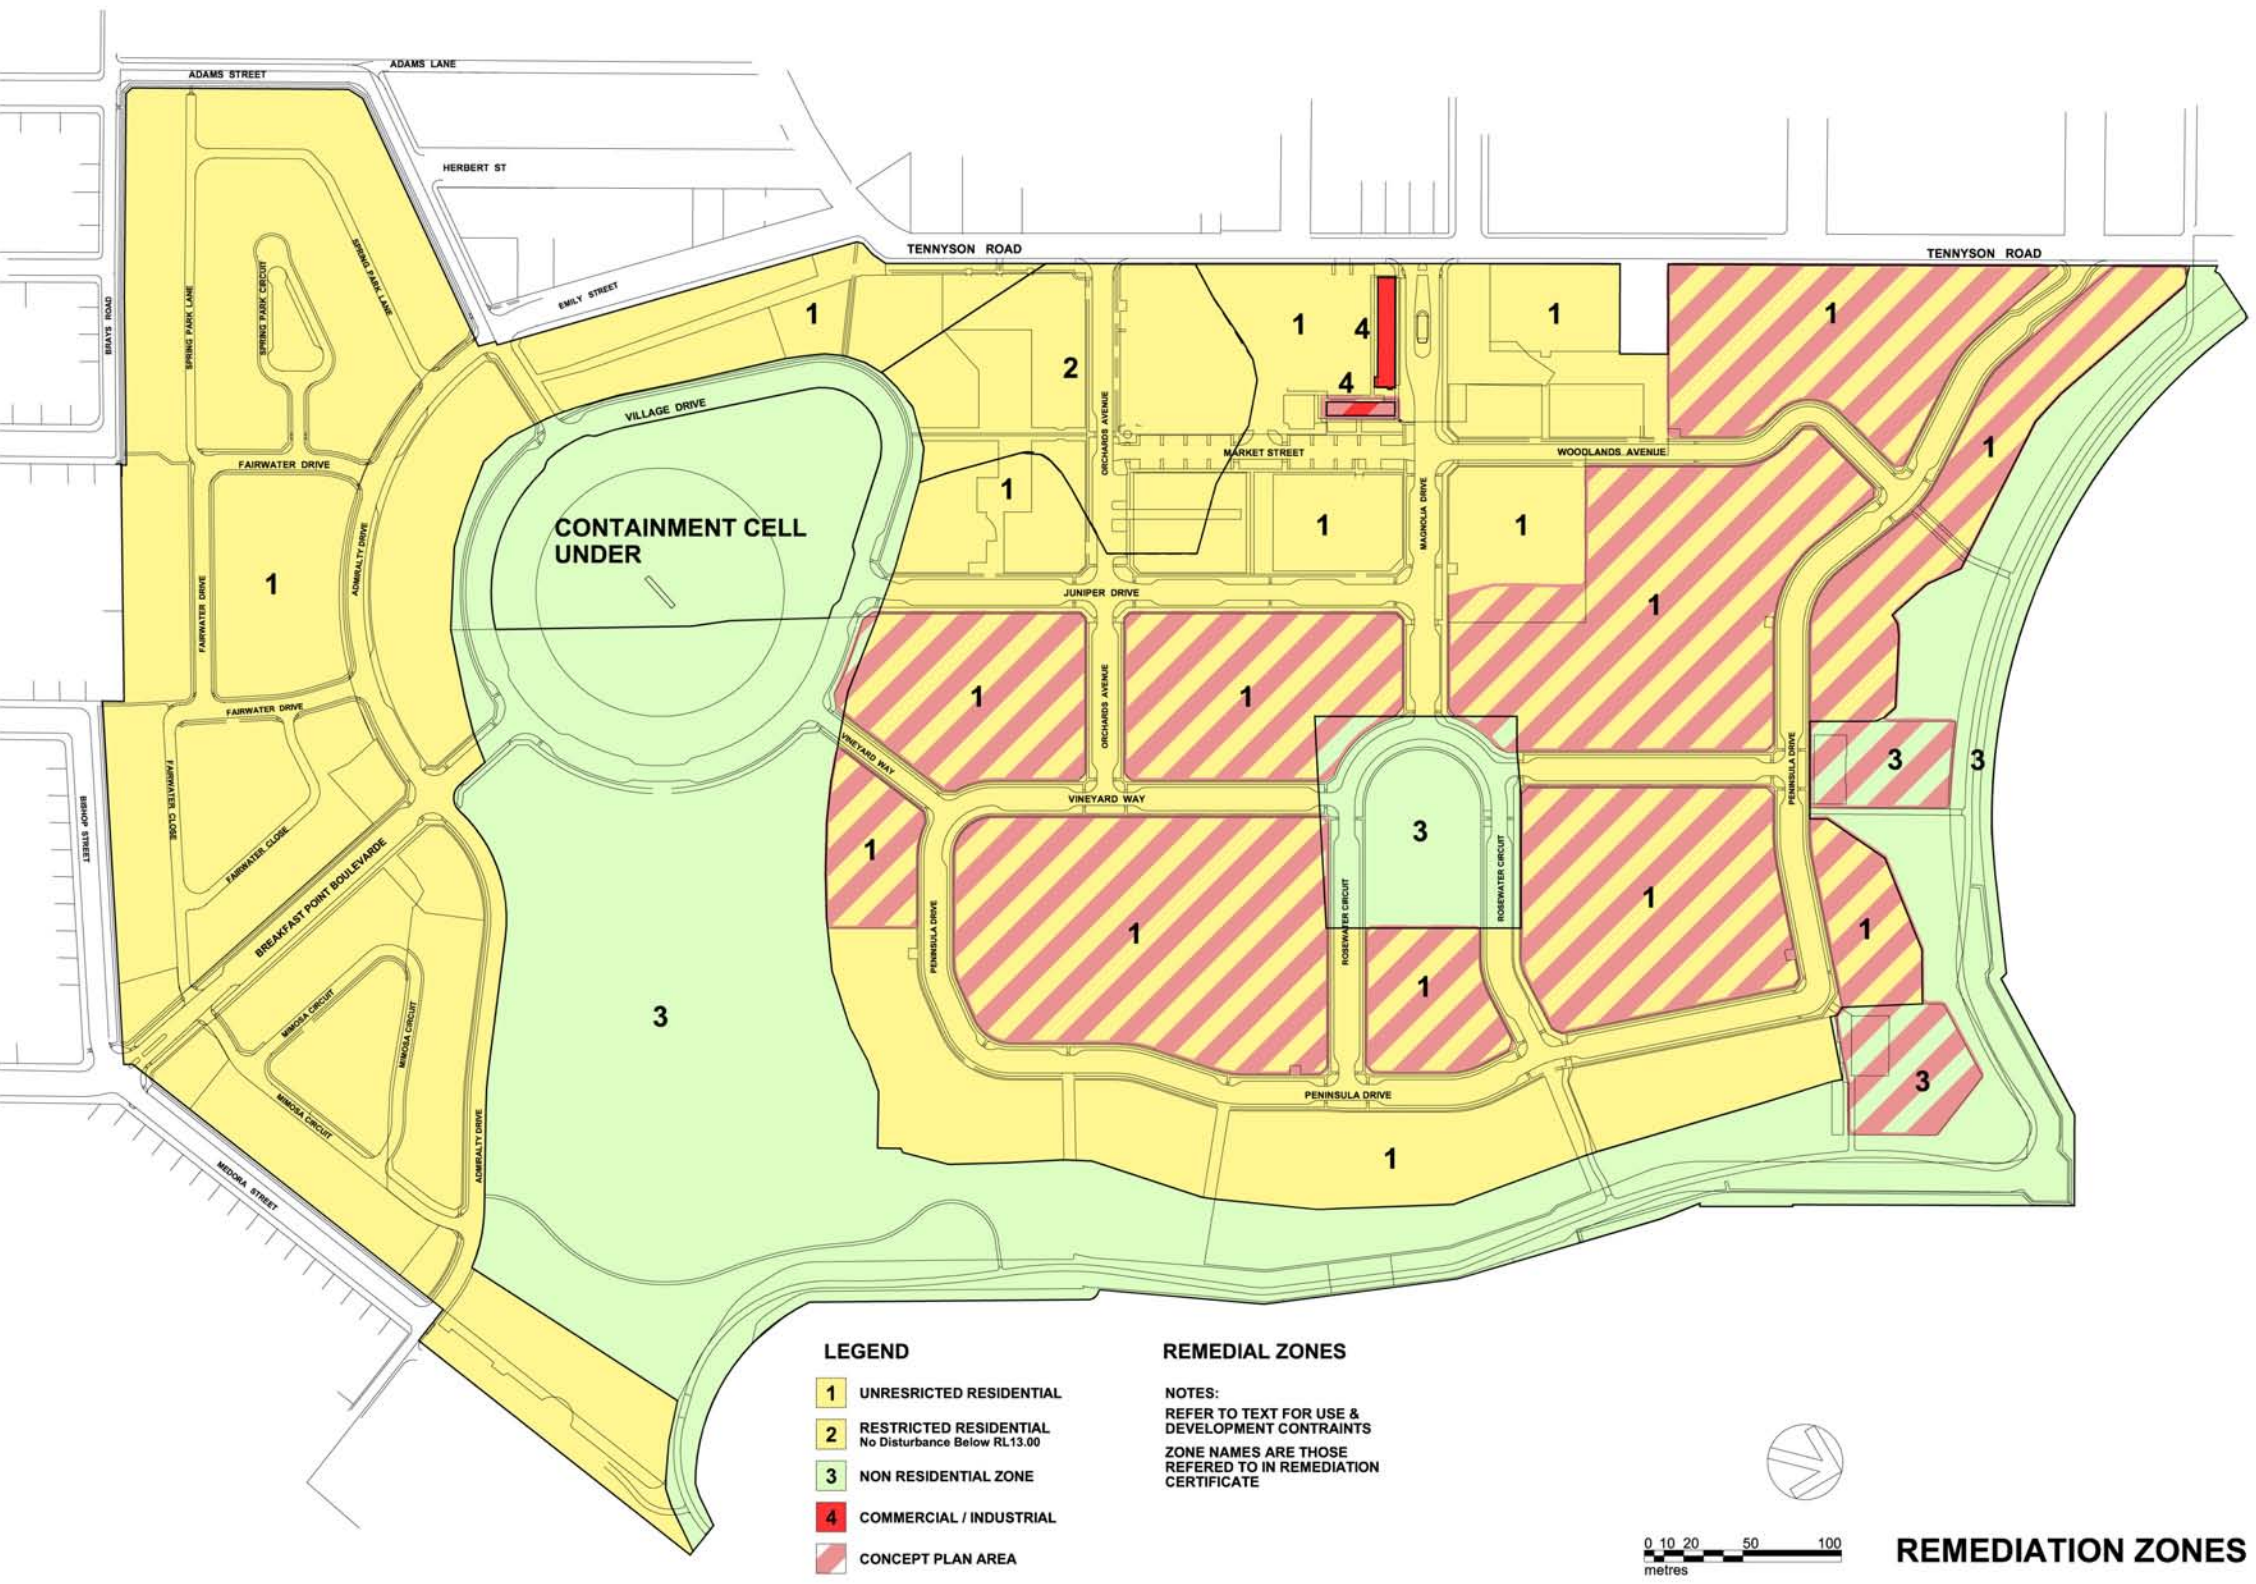 ADAMS LANE
ADAMS STREET
HERBERT ST
TENNYSON ROAD
TENNYSON ROAD
EMILY STREET
BRAYS ROAD
SPRING PARK LANE
SPRING PARK CIRCUIT
SPRING PARK LANE
1
1
4
1
1
2
4
VILLAGE DRIVE
ORCHARDS AVENUE
MARKET STREET
WOODLANDS AVENUE
1
FAIRWATER DRIVE
1
MAGNOLIA DRIVE
CONTAINMENT CELL
UNDER
1
1
ADMIRALTY DRIVE
1
FAIRWATER DRIVE
JUNIPER DRIVE
1
1
1
ORCHARDS AVENUE
FAIRWATER DRIVE
VINEYARD WAY
PENINSULA DRIVE
3
3
BISHOP STREET
FAIRWATER CLOSE
VINEYARD WAY
3
FAIRWATER CLOSE
1
ROSEWATER CIRCUIT
BREAKFAST POINT BOULEVARDE
1
PENINSULA DRIVE
1
ROSEWATER CIRCUIT
1
1
MIMOSA CIRCUIT
MIMOSA CIRCUIT
3
3
PENINSULA DRIVE
MIMOSA CIRCUIT
ADMIRALTY DRIVE
1
MEDORA STREET
LEGEND
1 UNRESRICTED RESIDENTIAL
2 RESTRICTED RESIDENTIAL
No Disturbance Below RL13.00
3 NON RESIDENTIAL ZONE
4 COMMERCIAL / INDUSTRIAL
CONCEPT PLAN AREA
REMEDIAL ZONES
NOTES:
REFER TO TEXT FOR USE &
DEVELOPMENT CONTRAINTS
ZONE NAMES ARE THOSE
REFERED TO IN REMEDIATION
CERTIFICATE
0 10 20 50 100
metres
REMEDIATION ZONES